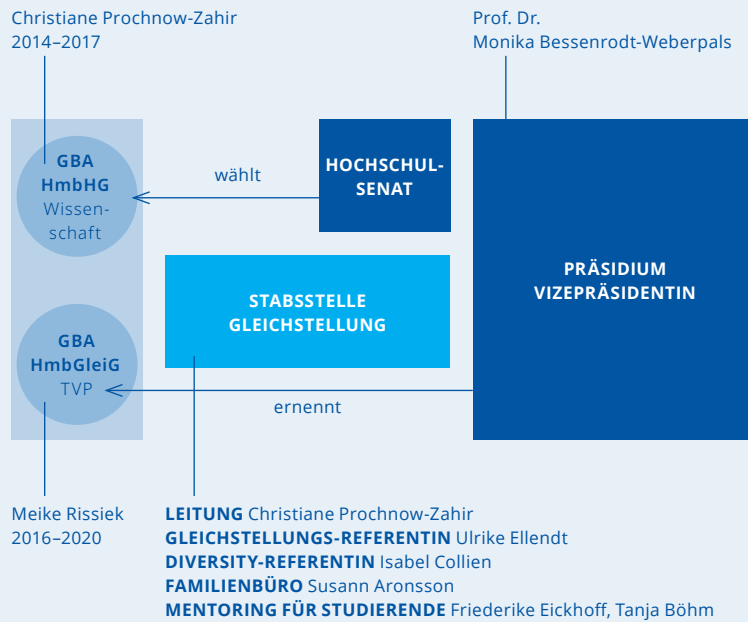 Christiane Prochnow-Zahir
2014–2017
Prof. Dr.
Monika Bessenrodt-Weberpals
GBA
HmbHG
Wissen-
schaft
wählt
HOCHSCHUL-
SENAT
PRÄSIDIUM
VIZEPRÄSIDENTIN
STABSSTELLE
GLEICHSTELLUNG
GBA
HmbGleiG
TVP
ernennt
Meike Rissiek
2016–2020
LEITUNG Christiane Prochnow-Zahir
GLEICHSTELLUNGS-REFERENTIN Ulrike Ellendt
DIVERSITY-REFERENTIN Isabel Collien
FAMILIENBÜRO Susann Aronsson
MENTORING FÜR STUDIERENDE Friederike Eickhoff, Tanja Böhm